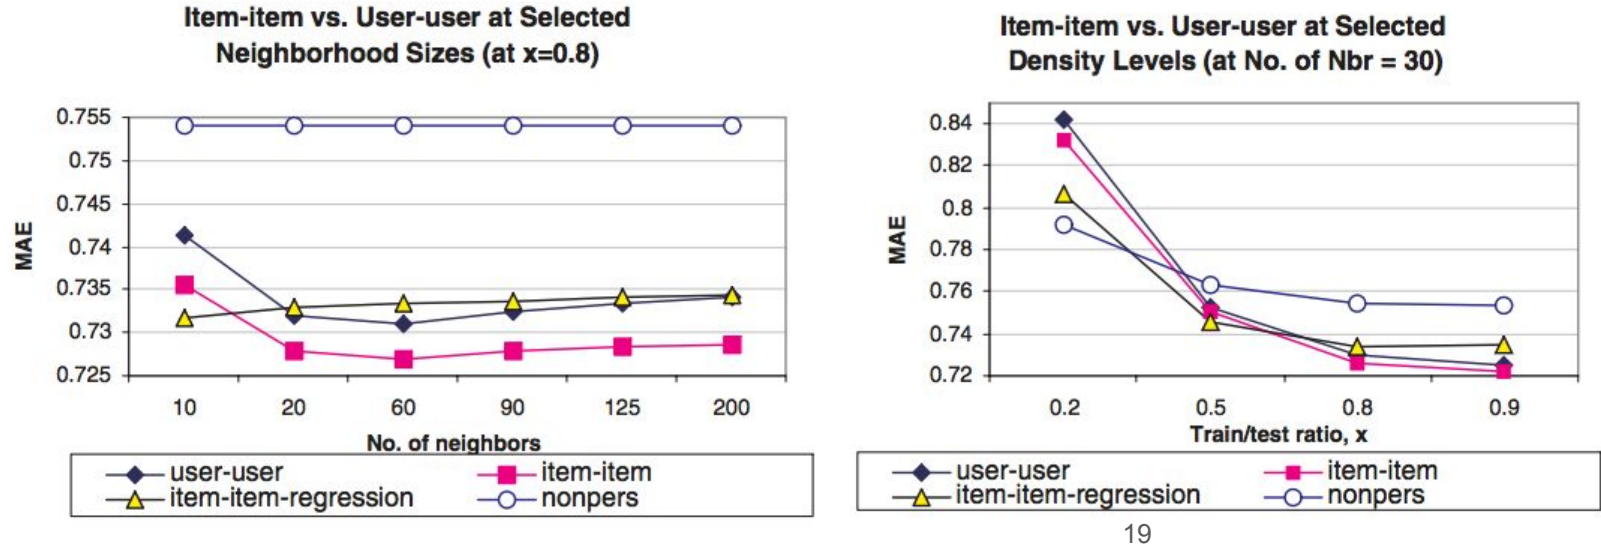 Item-item vs. User-user at Selected
Neighborhood Sizes (at x=0.8)
0.755
0.75
0.745
0.74
0.735
0.73
0.725
MAE
10 20 60 90 125 200
No. of neighbors
user-user item-item
item-item-regression nonpers
Item-item vs. User-user at Selected
Density Levels (at No. of Nbr = 30)
0.84
0.82
0.8
0.78
0.76
0.74
0.72
MAE
0.2 0.5 0.8 0.9
Train/test ratio, x
user-user item-item
item-item-regression nonpers
19